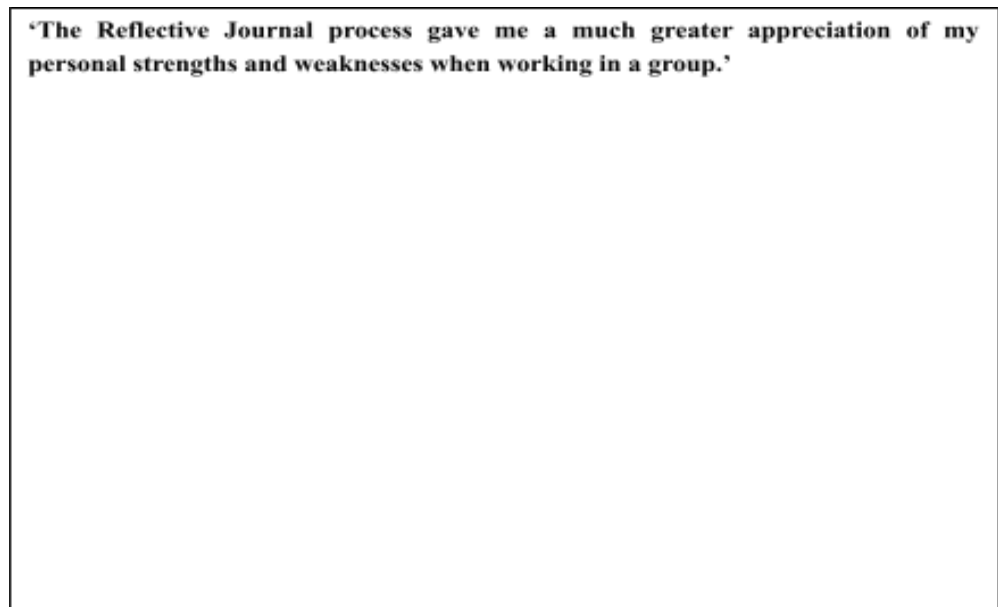 ‘The Reflective Journal process gave me a much greater appreciation of my
personal strengths and weaknesses when working in a group.’